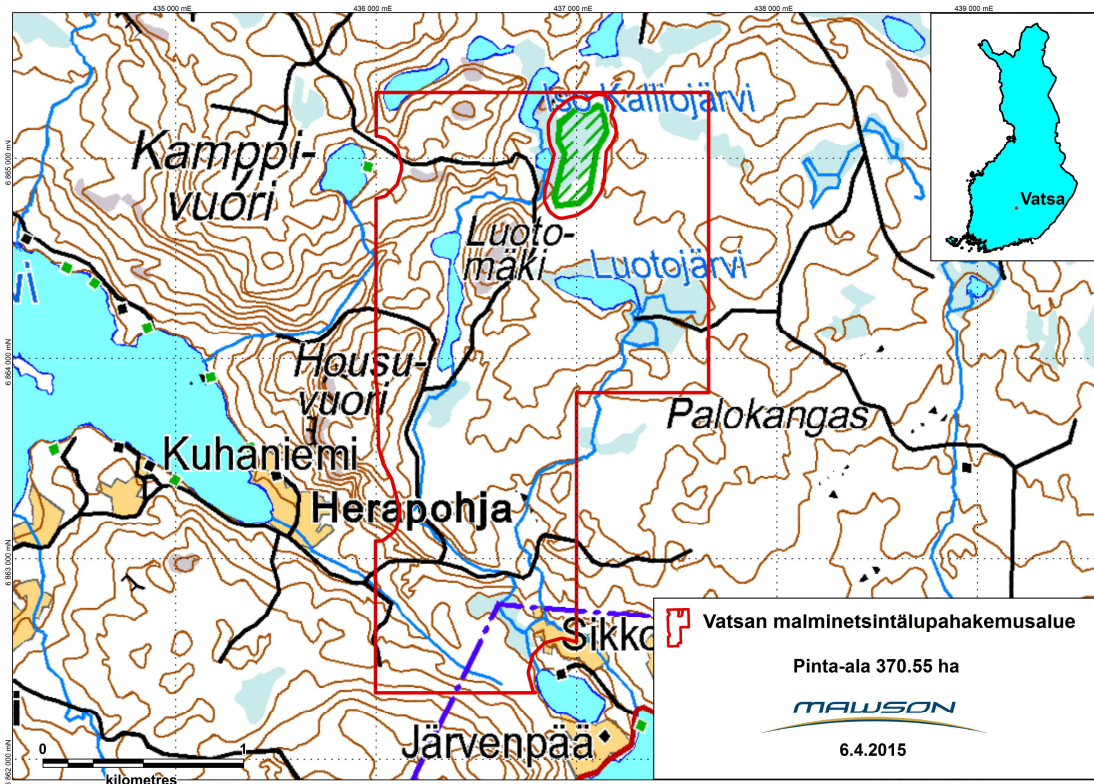 435 000 mE
436 000 mE
437 000 mE
438 000 mE
439 000 mE
6 865 000 mN
6 864 000 mN
6 863 000 mN
6 862 000 mN
Iso Kalliojärvi
Kamppi-
vuori
Luoto-
mäki
Luotojärvi
vi
Housu-
vuori
Palokangas
Kuhaniemi
Herapohja
Sikko
Järvenpää
i
0 1
kilometres
Vatsa
Vatsan malminetsintälupahakemusalue
Pinta-ala 370.55 ha
MAWSON
6.4.2015